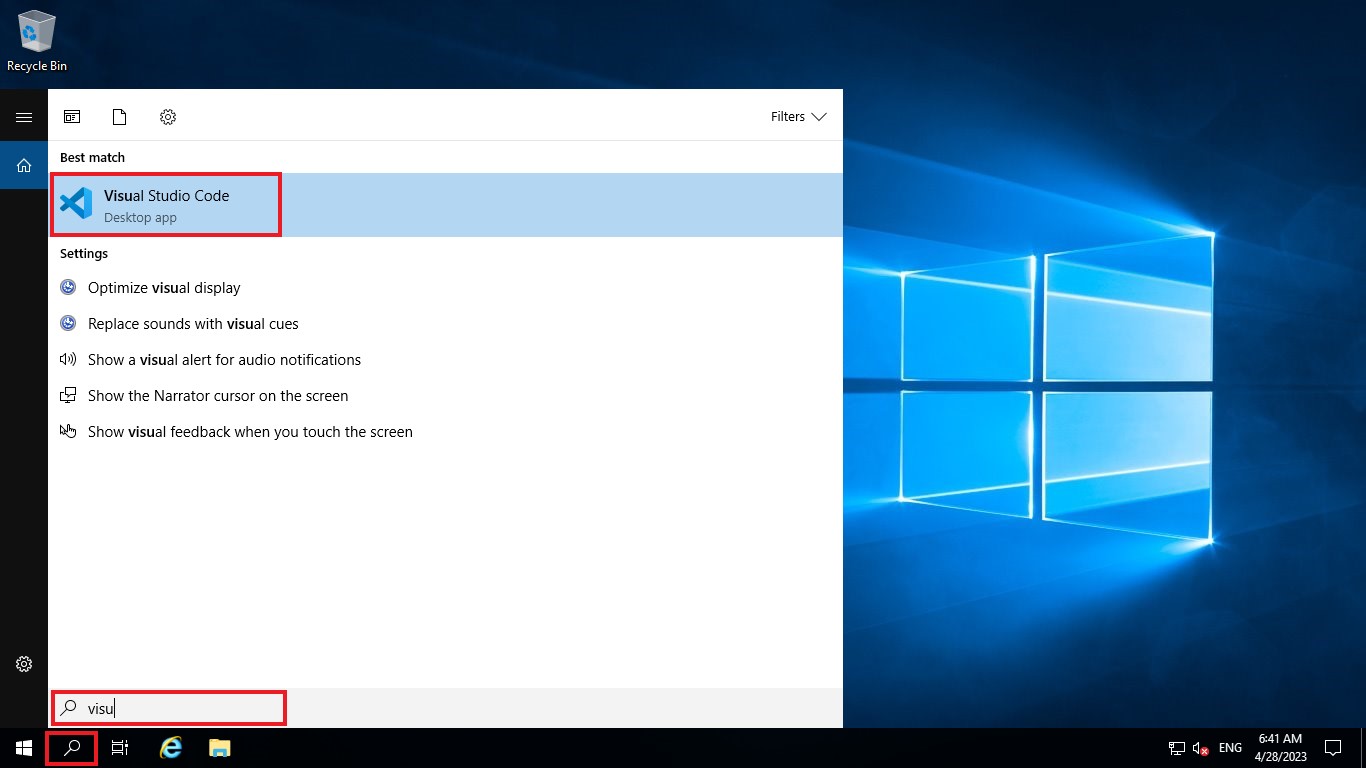 Recycle Bin
Filters
Best match
Visual Studio Code
Desktop app
Settings
Optimize visual display
Replace sounds with visual cues
Show a visual alert for audio notifications
Show the Narrator cursor on the screen
Show visual feedback when you touch the screen
visu
ENG
6:41 AM
4/28/2023